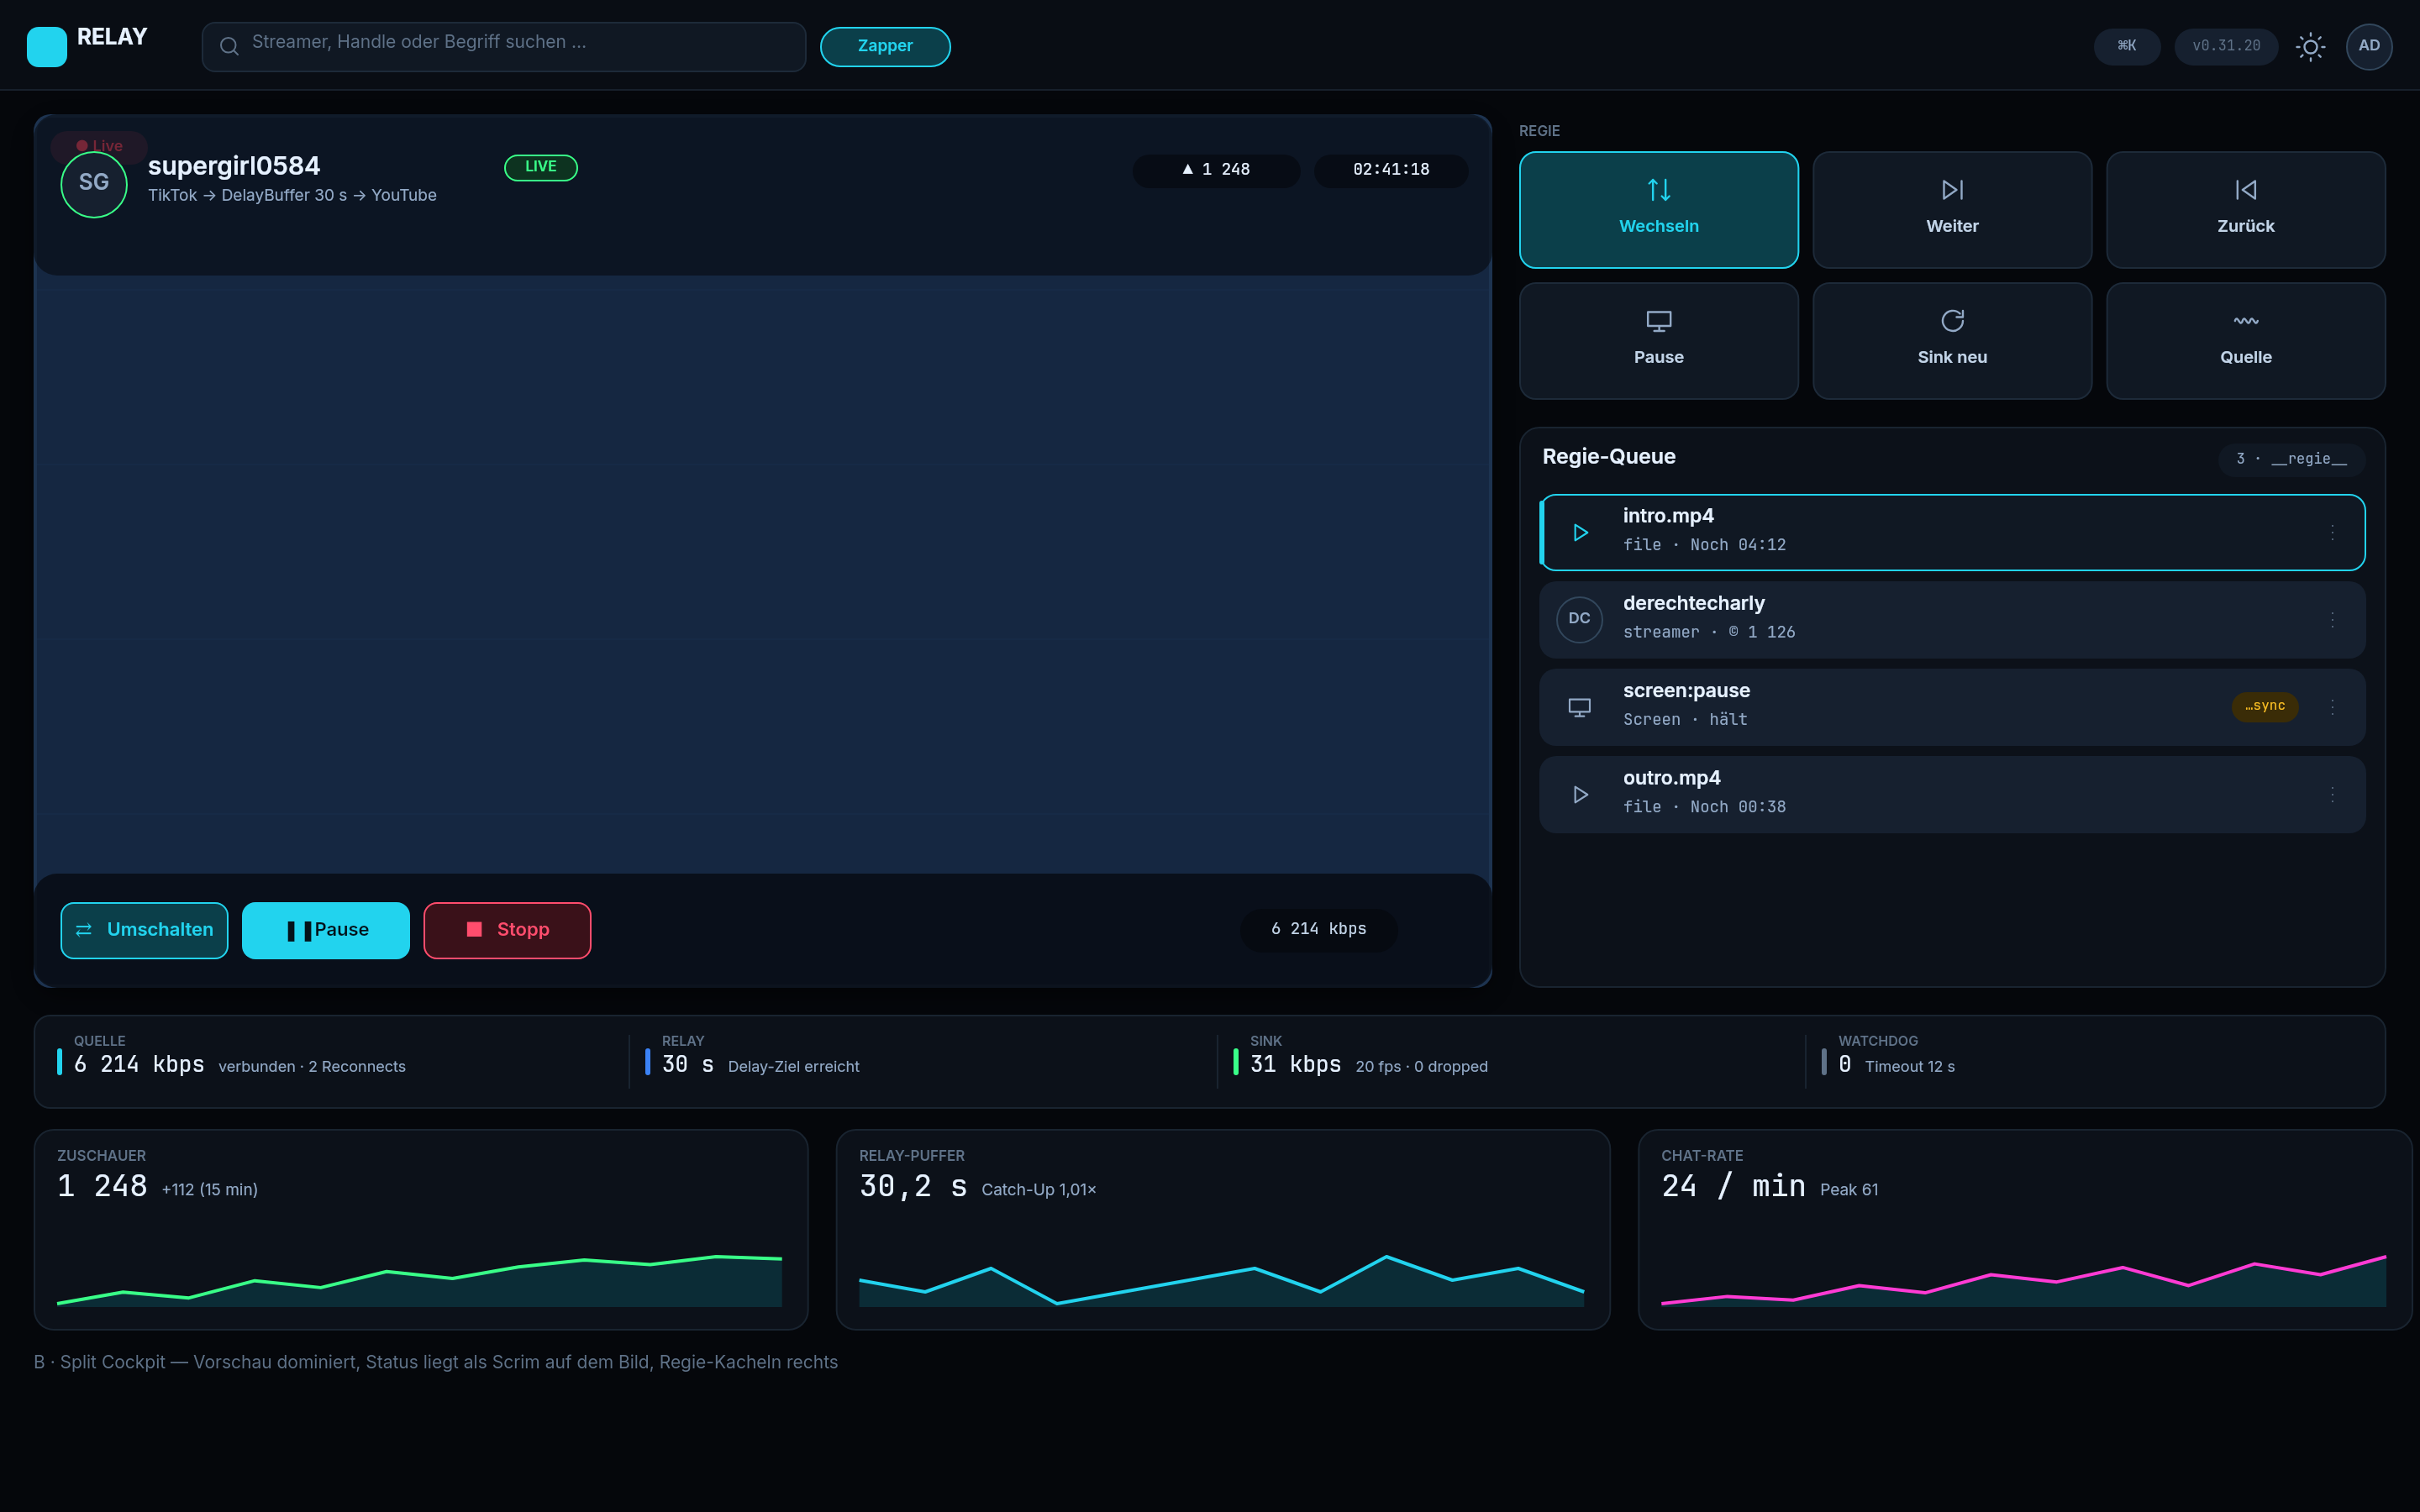 RELAY
Streamer, Handle oder Begriff suchen ...
Zapper
⌘K
v0.31.20
AD
Live
SG
supergirl0584
LIVE
TikTok → DelayBuffer 30 s → YouTube
▲ 1 248
02:41:18
REGIE
Wechseln
Weiter
Zurück
Pause
Sink neu
Quelle
Regie-Queue
3 · __regie__
intro.mp4
file · Noch 04:12
DC
derechtecharly
streamer · © 1 126
screen:pause
Screen · hält
…sync
outro.mp4
file · Noch 00:38
Umschalten
Pause
Stopp
6 214 kbps
QUELLE
6 214 kbps verbunden · 2 Reconnects
RELAY
30 s Delay-Ziel erreicht
SINK
31 kbps 20 fps · 0 dropped
WATCHDOG
0 Timeout 12 s
ZUSCHAUER
1 248 +112 (15 min)
RELAY-PUFFER
30,2 s Catch-Up 1,01×
CHAT-RATE
24 / min Peak 61
B · Split Cockpit — Vorschau dominiert, Status liegt als Scrim auf dem Bild, Regie-Kacheln rechts